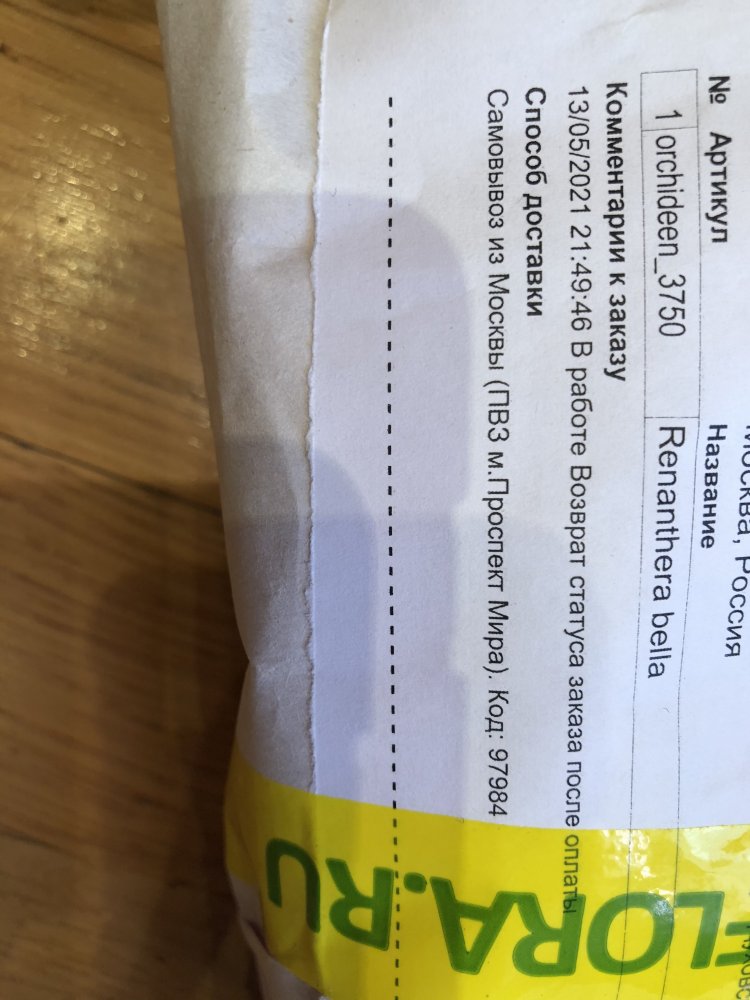 Москва, Россия
№ Артикул Название
1 orchideen_3750 Renanthera bella
Комментарии к заказу
13/05/2021 21:49:46 В работе Возврат статуса заказа после оплаты
Способ доставки
Самовывоз из Москвы (ПВЗ м.Проспект Мира). Код: 97984
FLORA.RU